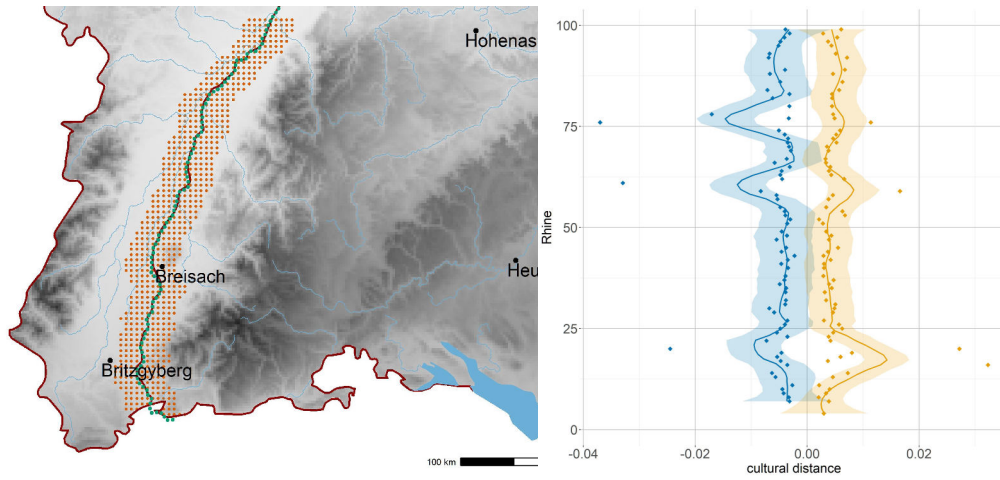 Hohenas
Breisach
Heu
Britzgyberg
100 km
Rhine
100
75
50
25
0
-0.04
-0.02
0.00
0.02
cultural distance